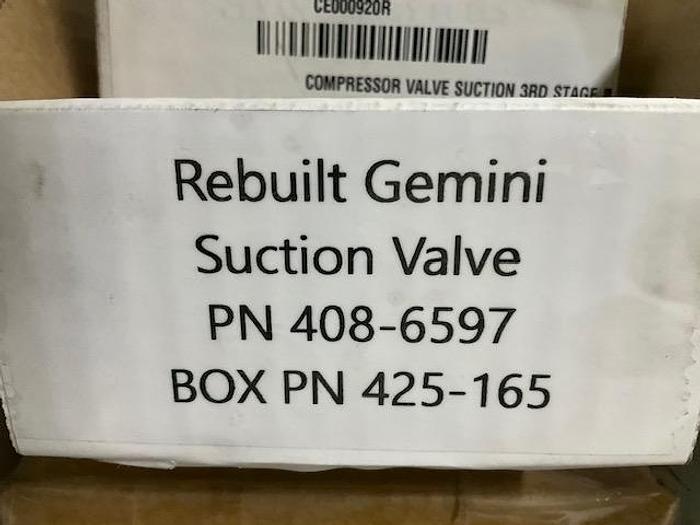 CE000920R
COMPRESSOR VALVE SUCTION 3RD STAGE
Rebuilt Gemini
Suction Valve
PN 408-6597
BOX PN 425-165